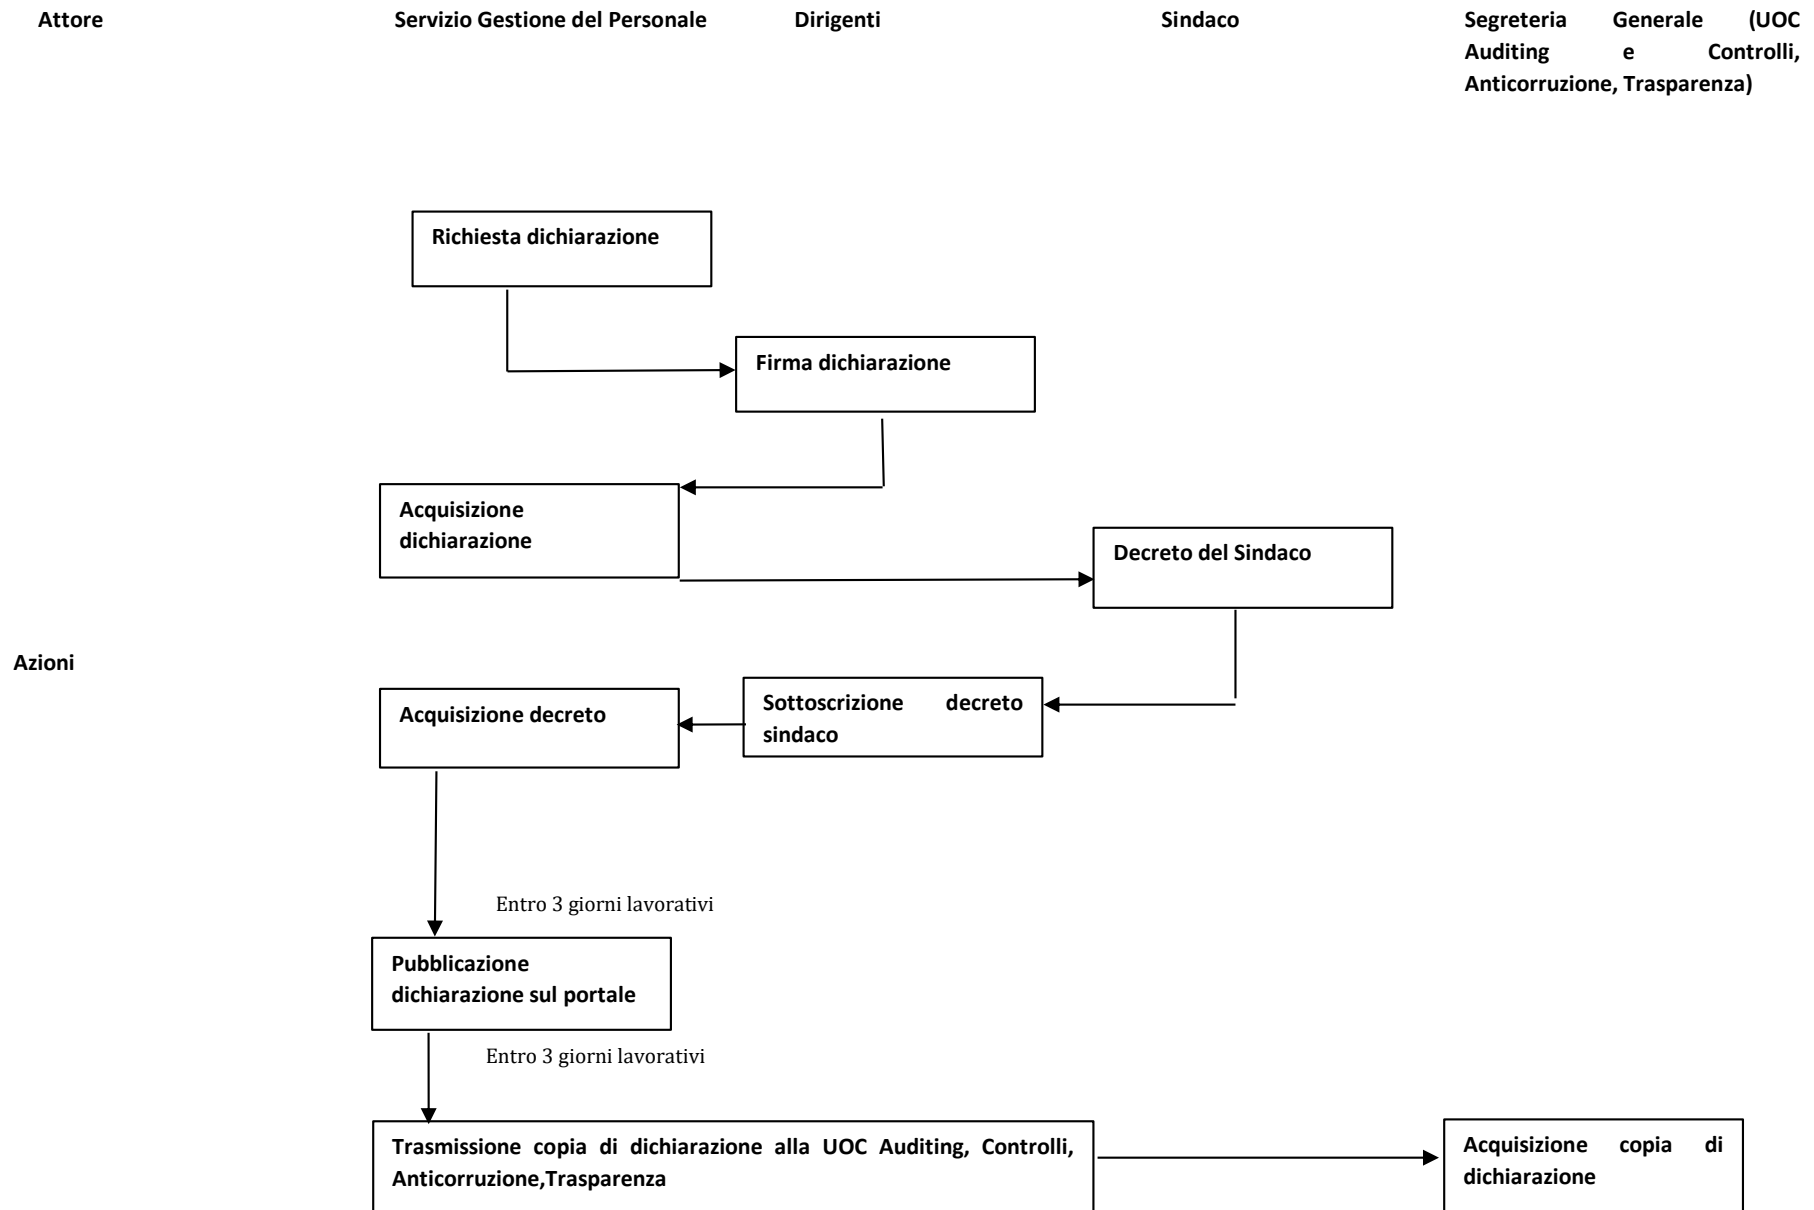 Attore
Servizio Gestione del Personale
Dirigenti
Sindaco
Segreteria Generale (UOC
Auditing e Controlli,
Anticorruzione, Trasparenza)
Richiesta dichiarazione
Firma dichiarazione
Acquisizione
dichiarazione
Decreto del Sindaco
Azioni
Acquisizione decreto
Sottoscrizione decreto
sindaco
Entro 3 giorni lavorativi
Pubblicazione
dichiarazione sul portale
Entro 3 giorni lavorativi
Trasmissione copia di dichiarazione alla UOC Auditing, Controlli,
Anticorruzione,Trasparenza
Acquisizione copia di
dichiarazione